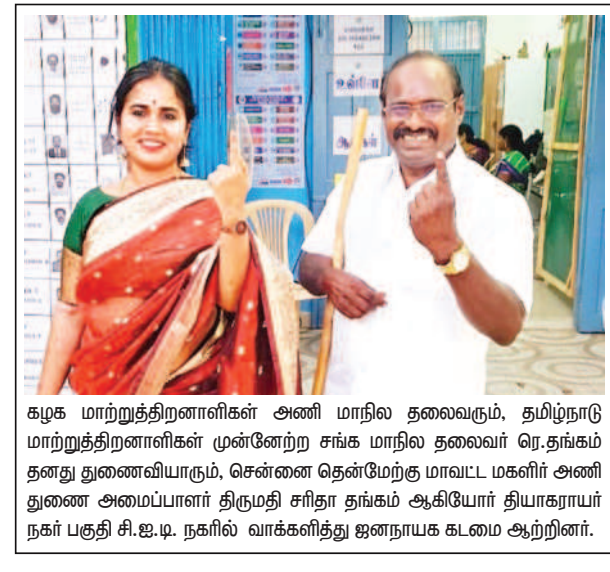 உள்ளே
கழக மாற்றுத்திறனாளிகள் அணி மாநில தலைவரும், தமிழ்நாடு
மாற்றுத்திறனாளிகள் முன்னேற்ற சங்க மாநில தலைவர் ரெ.தங்கம்
தனது துணைவியாரும், சென்னை தென்மேற்கு மாவட்ட மகளிர் அணி
துணை அமைப்பாளர் திருமதி சரிதா தங்கம் ஆகியோர் தியாகராயர்
நகர் பகுதி சி.ஐ.டி. நகரில் வாக்களித்து ஜனநாயக கடமை ஆற்றினர்.